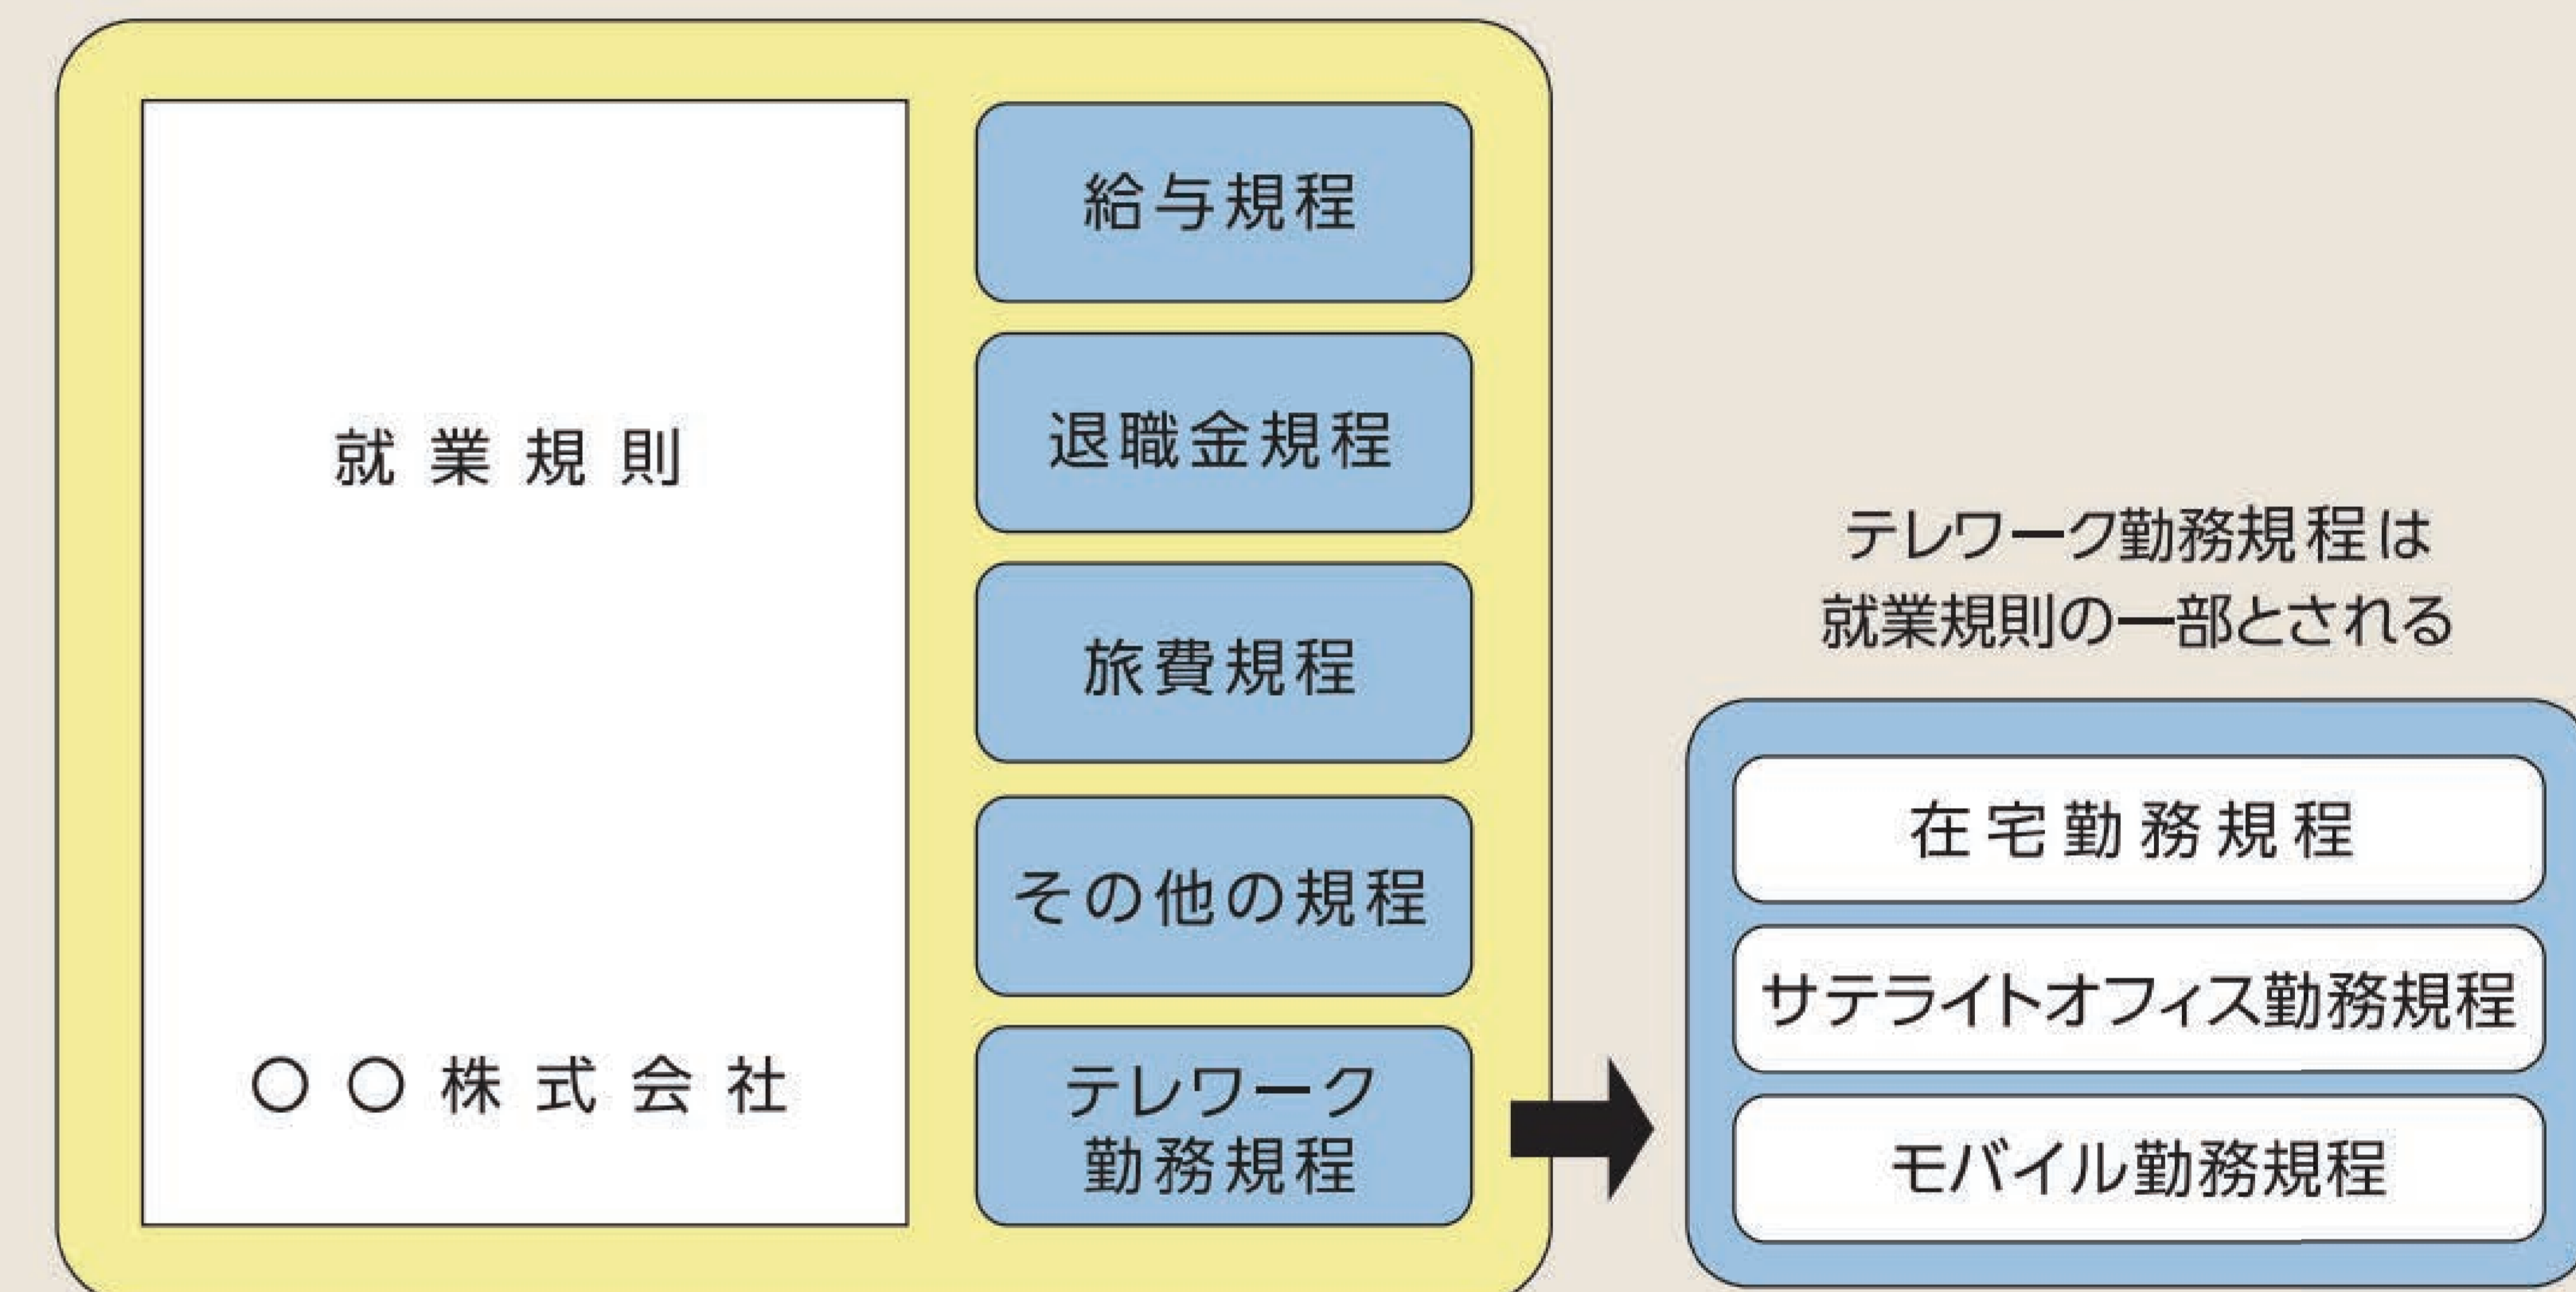 就業規則
〇〇株式会社
給与規程
退職金規程
旅費規程
その他の規程
テレワーク
勤務規程
テレワーク勤務規程は
就業規則の一部とされる
在宅勤務規程
サテライトオフィス勤務規程
モバイル勤務規程